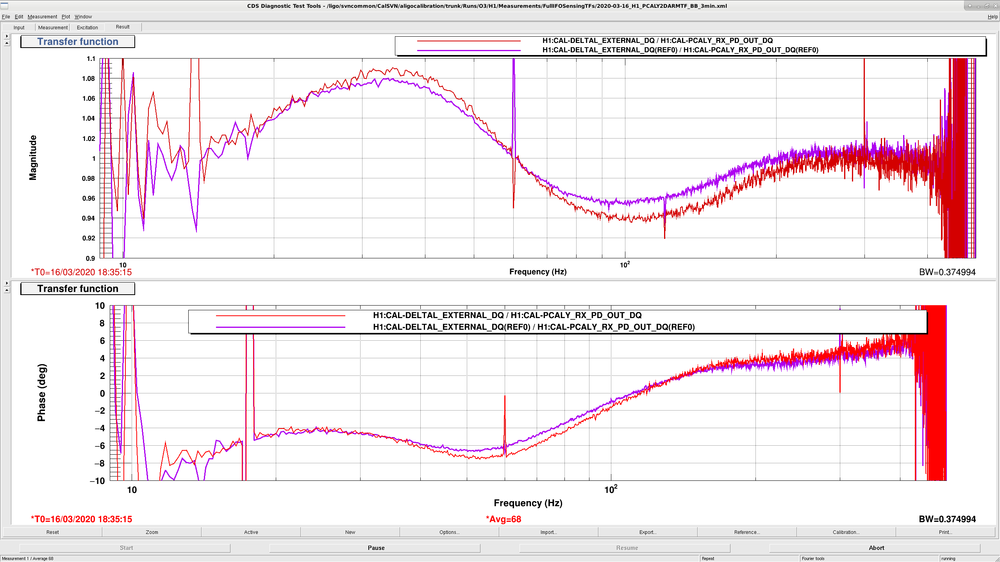 CDS Diagnostic Test Tools - /ligo/svncommon/CalSVN/aligocalibration/trunk/Runs/O3/H1/Measurements/FullIFOSensingTFs/2020-03-16_H1_PCALY2DARMTF_BB_3min.xml
File Edit Measurement Plot Window Help
Input Measurement Excitation Result
Transfer function
H1:CAL-DELTAL_EXTERNAL_DQ / H1:CAL-PCALY_RX_PD_OUT_DQ
H1:CAL-DELTAL_EXTERNAL_DQ(REF0) / H1:CAL-PCALY_RX_PD_OUT_DQ(REF0)
1.1
1.08
1.06
1.04
1.02
1
0.98
0.96
0.94
0.92
0.9
Magnitude
10 10²
Frequency (Hz)
*T0=16/03/2020 18:35:15 BW=0.374994
Transfer function
H1:CAL-DELTAL_EXTERNAL_DQ / H1:CAL-PCALY_RX_PD_OUT_DQ
H1:CAL-DELTAL_EXTERNAL_DQ(REF0) / H1:CAL-PCALY_RX_PD_OUT_DQ(REF0)
10
8
6
4
2
0
−2
−4
−6
−8
−10
Phase (deg)
10 10²
Frequency (Hz)
*T0=16/03/2020 18:35:15 *Avg=68 BW=0.374994
Reset Zoom Active New Options... Import... Export... Reference... Calibration... Print...
Start Pause Resume Abort
Measurement 1 / Average 68 Repeat Fourier tools running